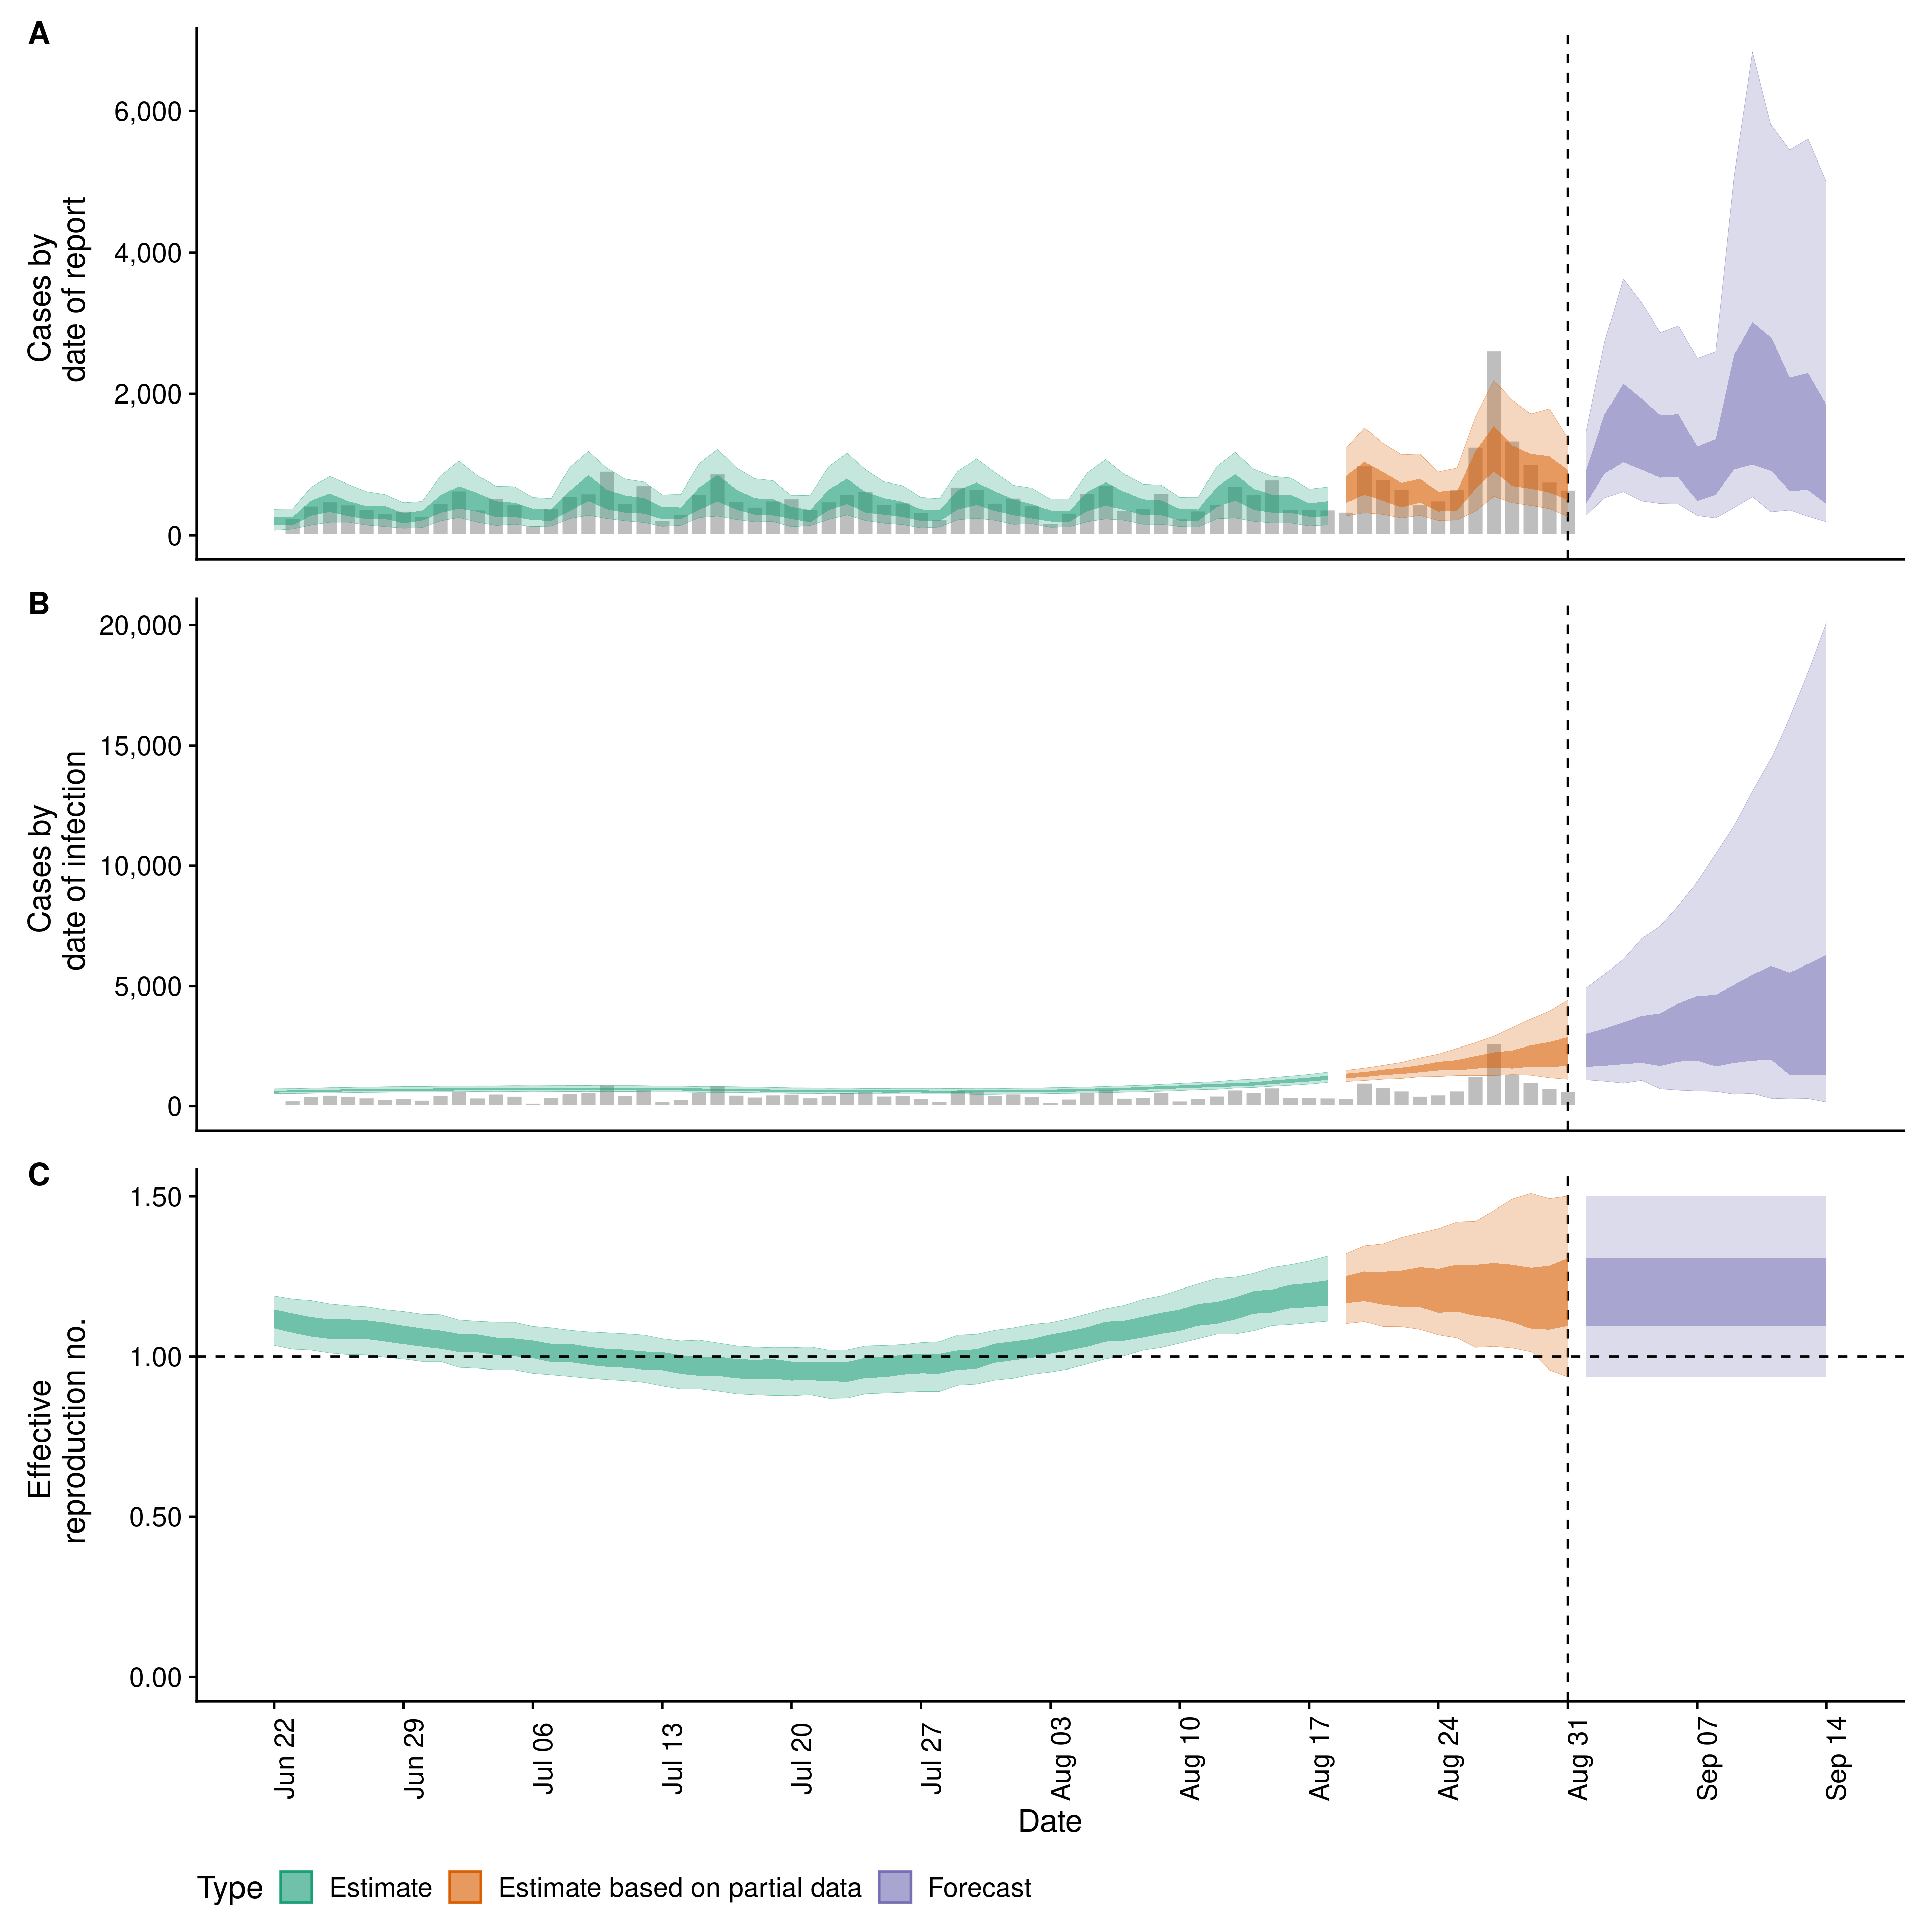 A
Cases by
date of report
6,000
4,000
2,000
0
B
Cases by
date of infection
20,000
15,000
10,000
5,000
0
C
Effective
reproduction no.
1.50
1.00
0.50
0.00
Jun 22
Jun 29
Jul 06
Jul 13
Jul 20
Jul 27
Aug 03
Aug 10
Aug 17
Aug 24
Aug 31
Sep 07
Sep 14
Date
Type Estimate Estimate based on partial data Forecast